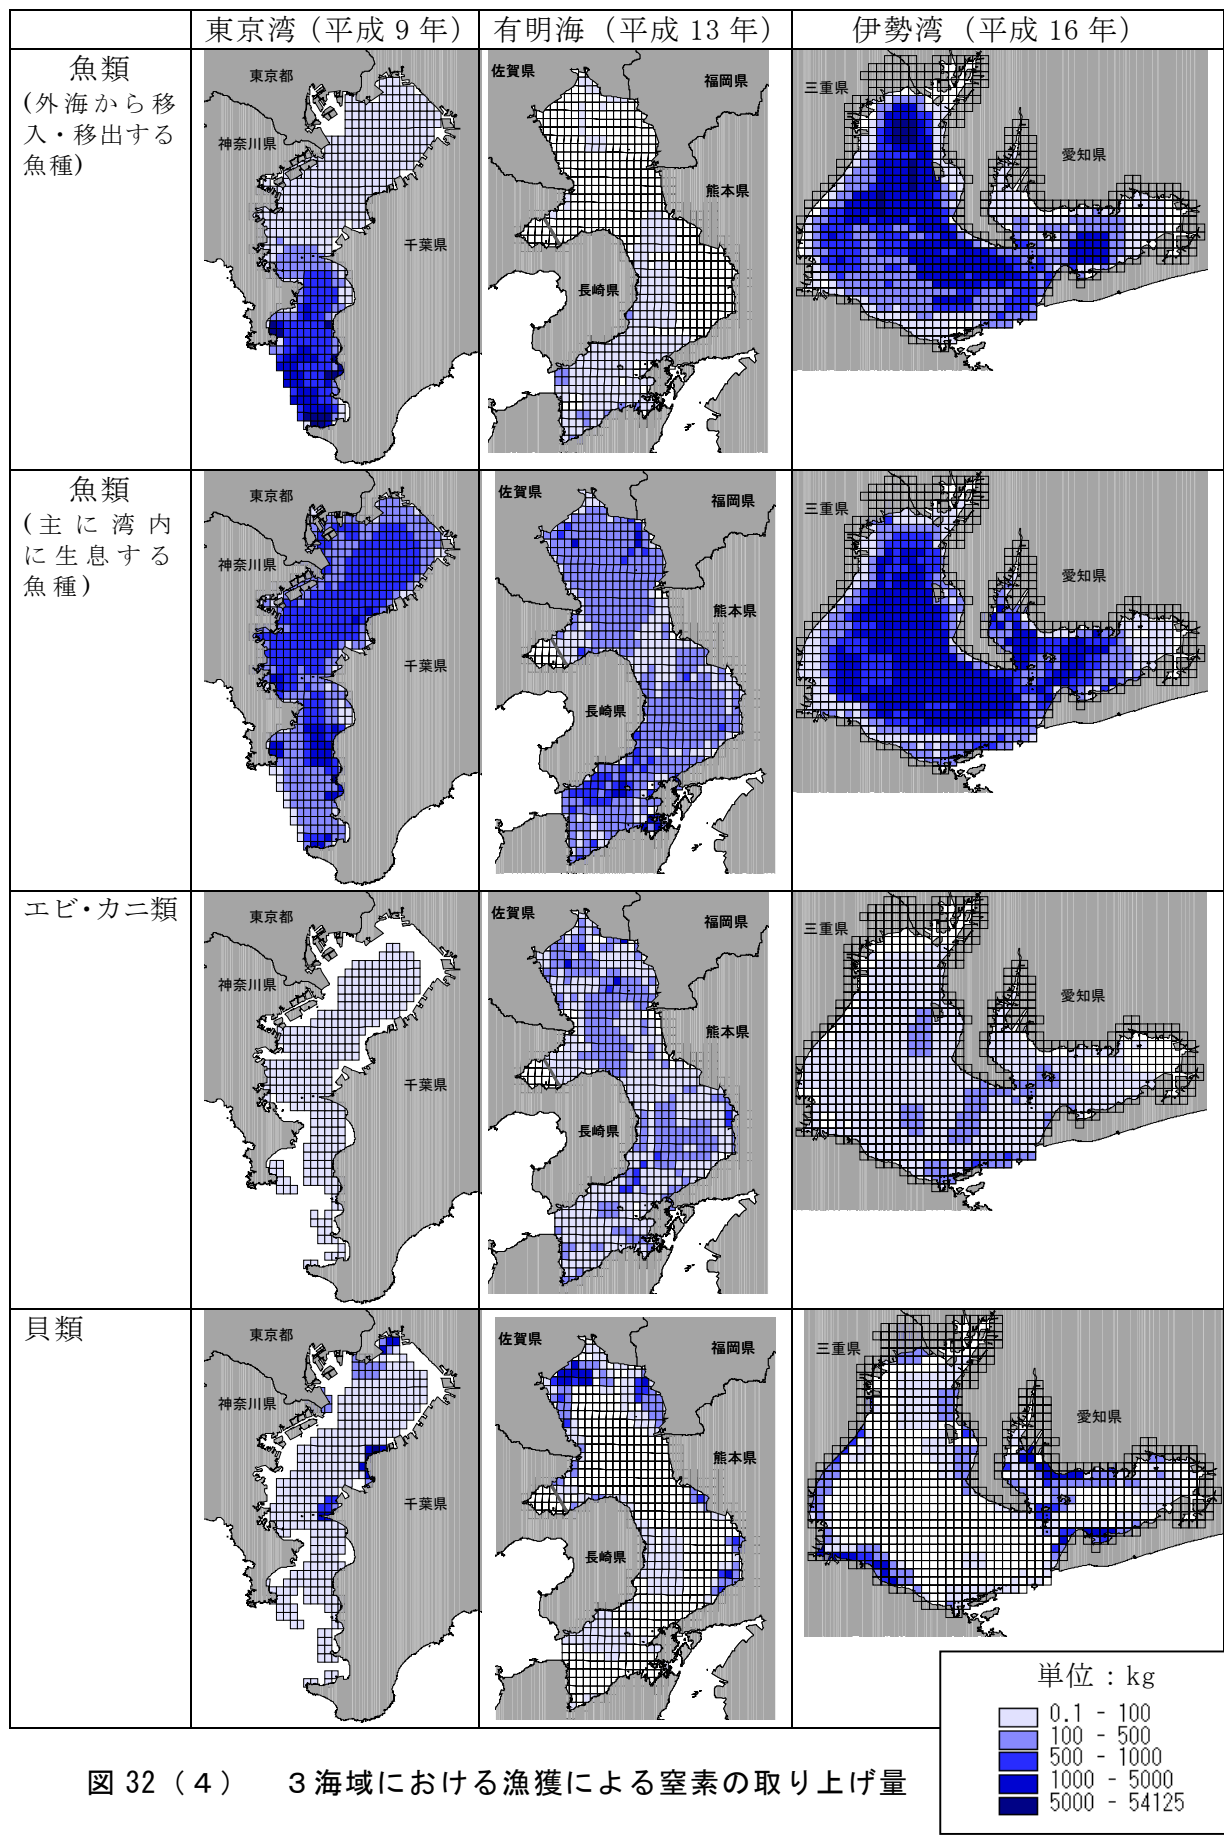 東京湾（平成 9 年）
有明海（平成 13 年）
伊勢湾（平成 16 年）
魚類
(外海から移
入・移出する
魚種)
東京都
神奈川県
千葉県
佐賀県
福岡県
熊本県
長崎県
三重県
愛知県
魚類
(主に湾内
に生息する
魚種)
東京都
神奈川県
千葉県
佐賀県
福岡県
熊本県
長崎県
三重県
愛知県
エビ・カニ類
東京都
神奈川県
千葉県
佐賀県
福岡県
熊本県
長崎県
三重県
愛知県
貝類
東京都
神奈川県
千葉県
佐賀県
福岡県
熊本県
長崎県
三重県
愛知県
単位：kg
0.1 - 100
100 - 500
500 - 1000
1000 - 5000
5000 - 54125
図 32（４）　３海域における漁獲による窒素の取り上げ量